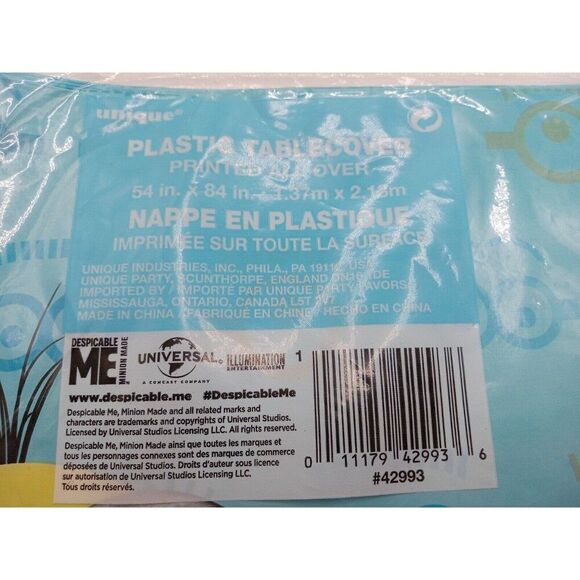 unique®
PLASTIC TABLECOVER
PRINTED ALL OVER
54 in. x 84 in. 1.37m x 2.13m
NAPPE EN PLASTIQUE
IMPRIMÉE SUR TOUTE LA SURFACE
UNIQUE INDUSTRIES, INC., PHILA., PA 19112, USA
UNIQUE PARTY, SCUNTHORPE, ENGLAND
IMPORTED BY / IMPORTÉ PAR UNIQUE PARTY FAVORS
MISSISSAUGA, ONTARIO, CANADA L5T
MADE IN CHINA / FABRIQUÉ EN CHINE / HECHO EN CHINA
DESPICABLE
ME
MINION MADE
UNIVERSAL
A COMCAST COMPANY
ILLUMINATION
ENTERTAINMENT
1
www.despicable.me #DespicableMe
Despicable Me, Minion Made and all related marks and
characters are trademarks and copyrights of Universal Studios.
Licensed by Universal Studios Licensing LLC. All rights reserved.
Despicable Me, Minion Made ainsi que toutes les marques et
tous les personnages connexes sont des marques de commerce
déposées de Universal Studios. Droits d'auteur sous licence
sur autorisation de Universal Studios Licensing LLC.
Tous droits réservés.
0 11179 42993 6
#42993